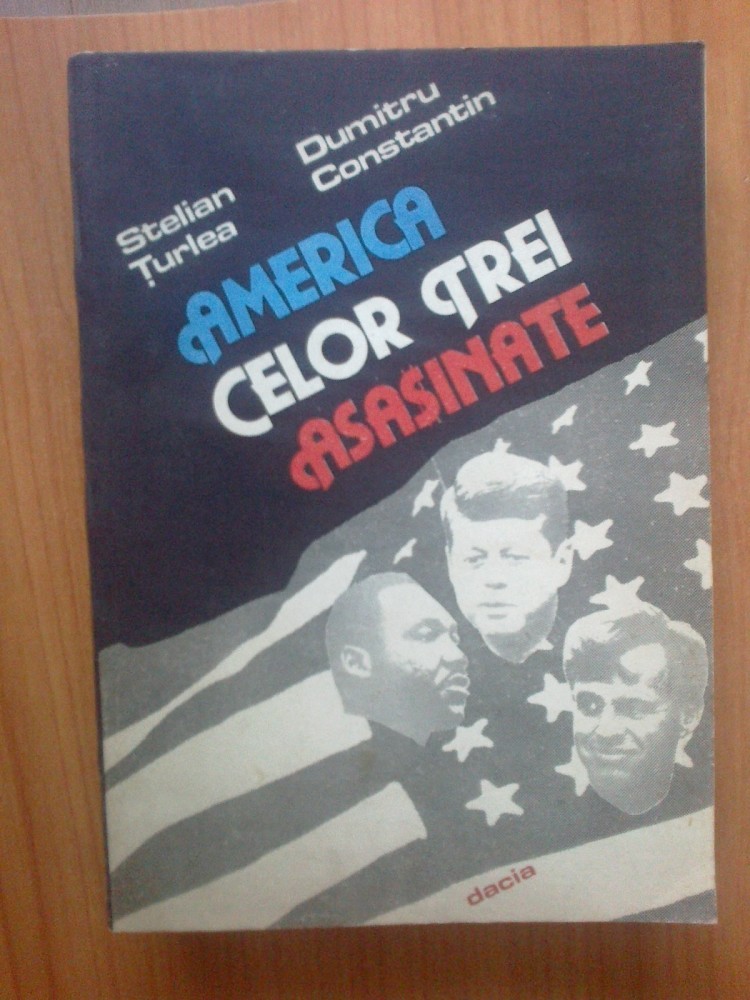 Stelian
Țurlea
Dumitru
Constantin
AMERICA
CELOR TREI
ASASINATE
dacia